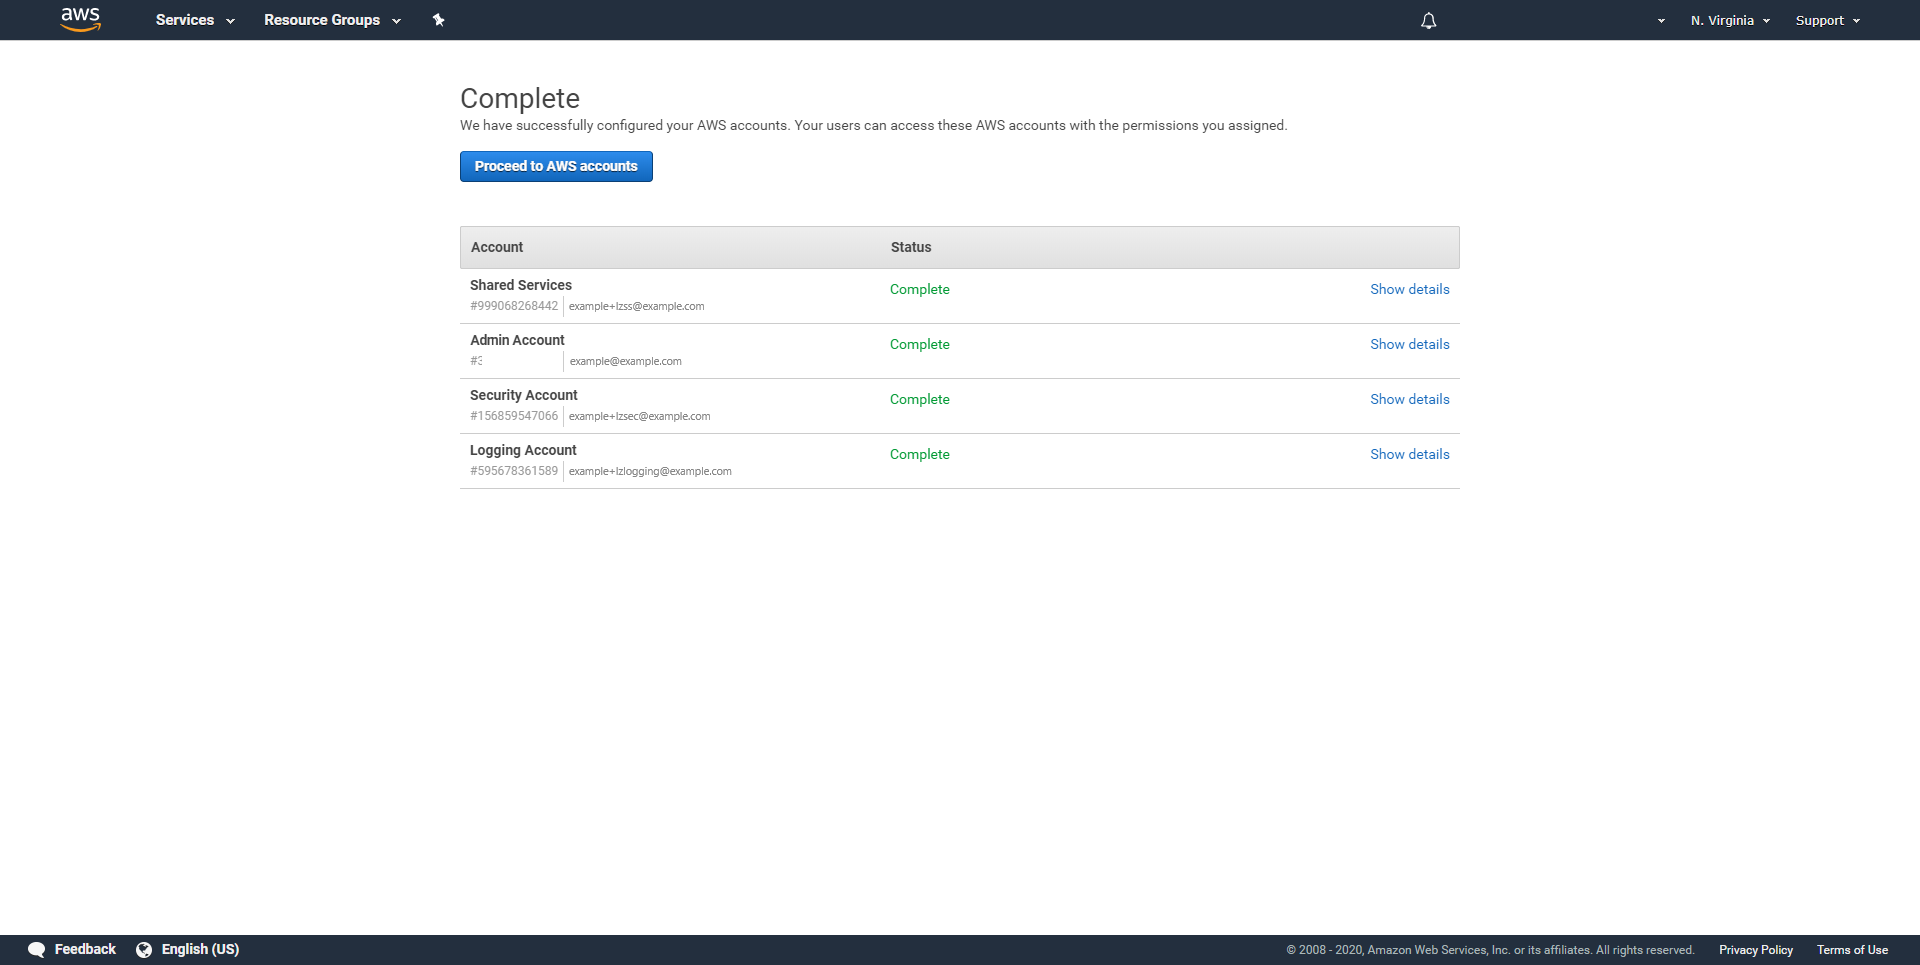 aws Services Resource Groups N. Virginia Support
Complete
We have successfully configured your AWS accounts. Your users can access these AWS accounts with the permissions you assigned.
Proceed to AWS accounts
Account Status
Shared Services
Complete Show details
#999068268442 example+lzss@example.com
Admin Account
Complete Show details
#3 example@example.com
Security Account
Complete Show details
#156859547066 example+lzsec@example.com
Logging Account
Complete Show details
#595678361589 example+lzlogging@example.com
Feedback English (US) © 2008 - 2020, Amazon Web Services, Inc. or its affiliates. All rights reserved. Privacy Policy Terms of Use